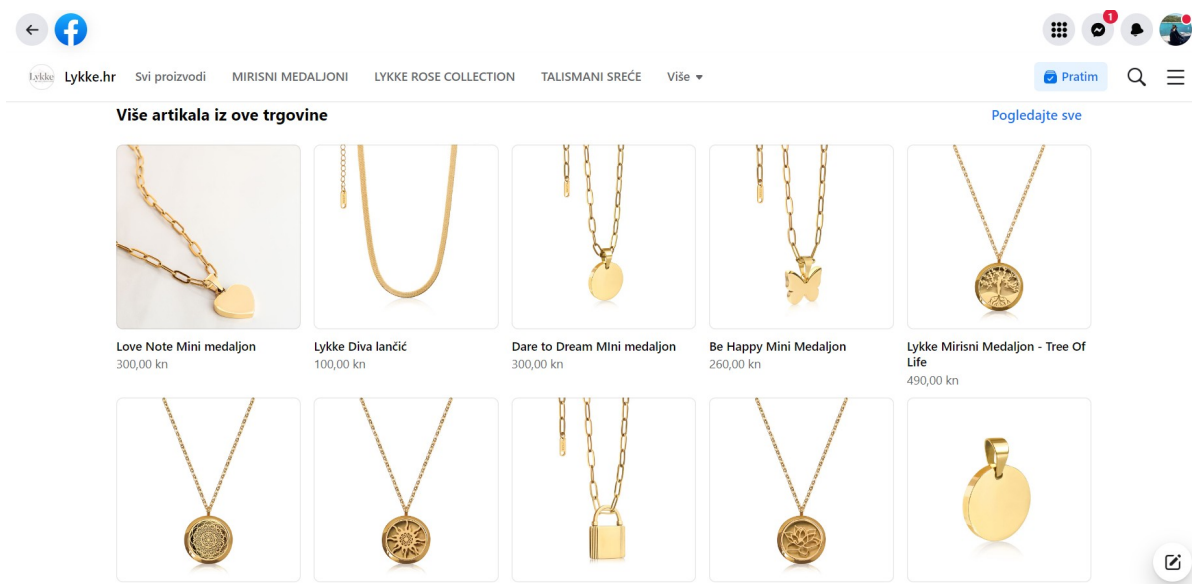 1
Lykke
Lykke.hr
Svi proizvodi
MIRISNI MEDALJONI
LYKKE ROSE COLLECTION
TALISMANI SREĆE
Više
Pratim
Više artikala iz ove trgovine
Pogledajte sve
Love Note Mini medaljon
300,00 kn
Lykke Diva lančić
100,00 kn
Dare to Dream MIni medaljon
300,00 kn
Be Happy Mini Medaljon
260,00 kn
Lykke Mirisni Medaljon - Tree Of
Life
490,00 kn